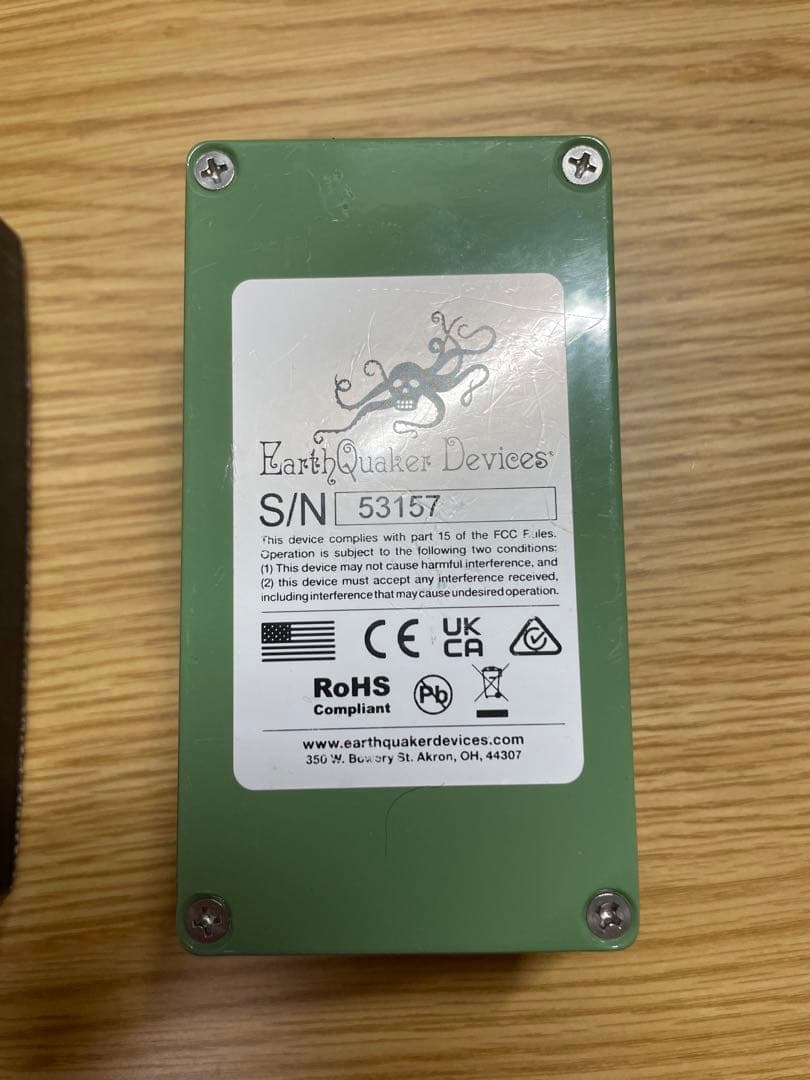 EarthQuaker Devices
S/N 53157
This device complies with part 15 of the FCC Rules.
Operation is subject to the following two conditions:
(1) This device may not cause harmful interference, and
(2) this device must accept any interference received,
including interference that may cause undesired operation.
CE UK
CA
RoHS Pb
Compliant
www.earthquakerdevices.com
350 W. Bowery St. Akron, OH, 44307